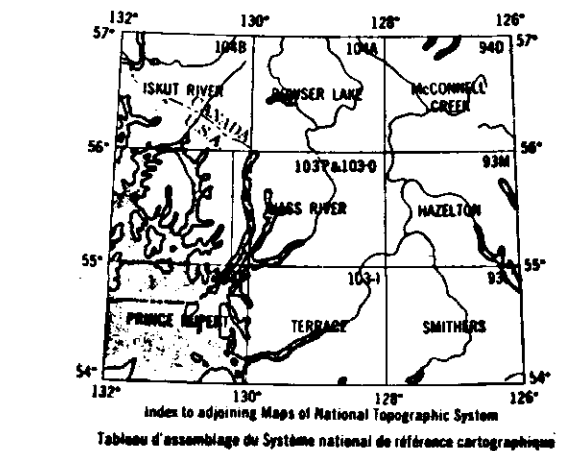 132° 130° 128° 126°
57° 104B 104A 94D 57°
ISKUT RIVER BOWSER LAKE McCONNELL
CREEK
CANADA
U.S.A.
56° 103P & 103-O 93M 56°
NASS RIVER HAZELTON
55° 103-I 93 55°
PRINCE RUPERT TERRACE SMITHERS
54° 54°
132° 130° 128° 126°
Index to adjoining Maps of National Topographic System
Tableau d'assemblage du Système national de référence cartographique